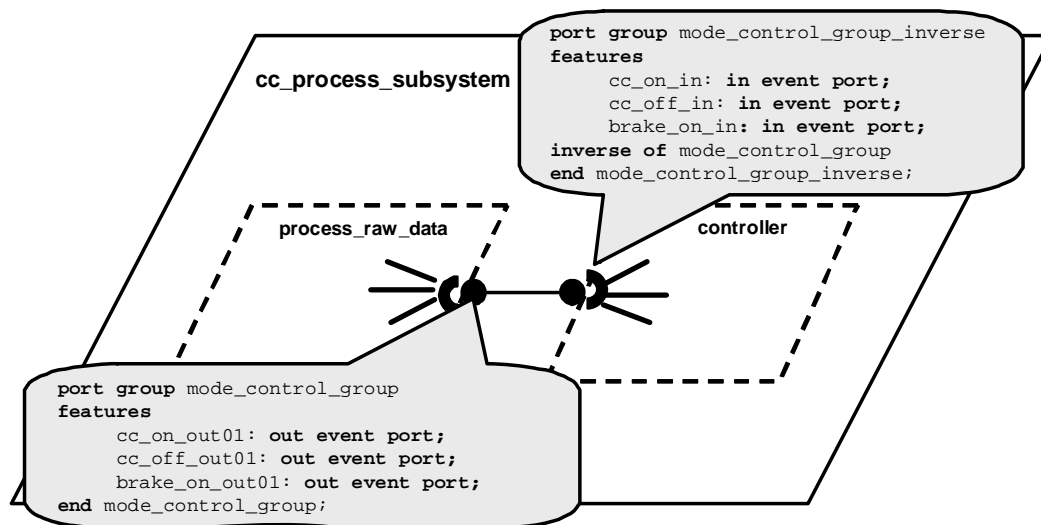 port group mode_control_group_inverse
features
cc_on_in: in event port;
cc_off_in: in event port;
brake_on_in: in event port;
inverse of mode_control_group
end mode_control_group_inverse;
cc_process_subsystem
process_raw_data
controller
port group mode_control_group
features
cc_on_out01: out event port;
cc_off_out01: out event port;
brake_on_out01: out event port;
end mode_control_group;